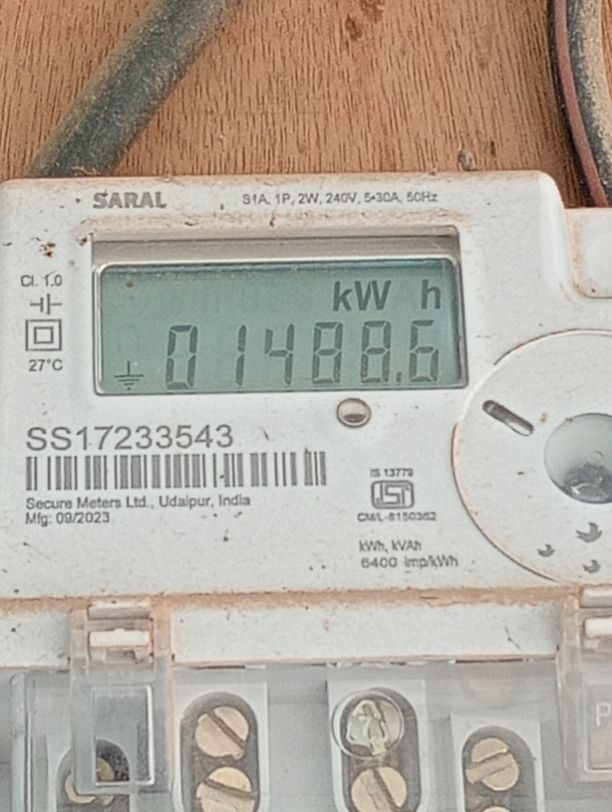 SARAL S1A, 1P, 2W, 240V, 5-30A, 50Hz
Cl. 1.0
kW h
01488.6
27°C
SS17233543
Secure Meters Ltd., Udaipur, India
Mfg: 09/2023
IS 13779
ISI
CM/L-8150362
kWh, kVAh
6400 imp/kWh
P